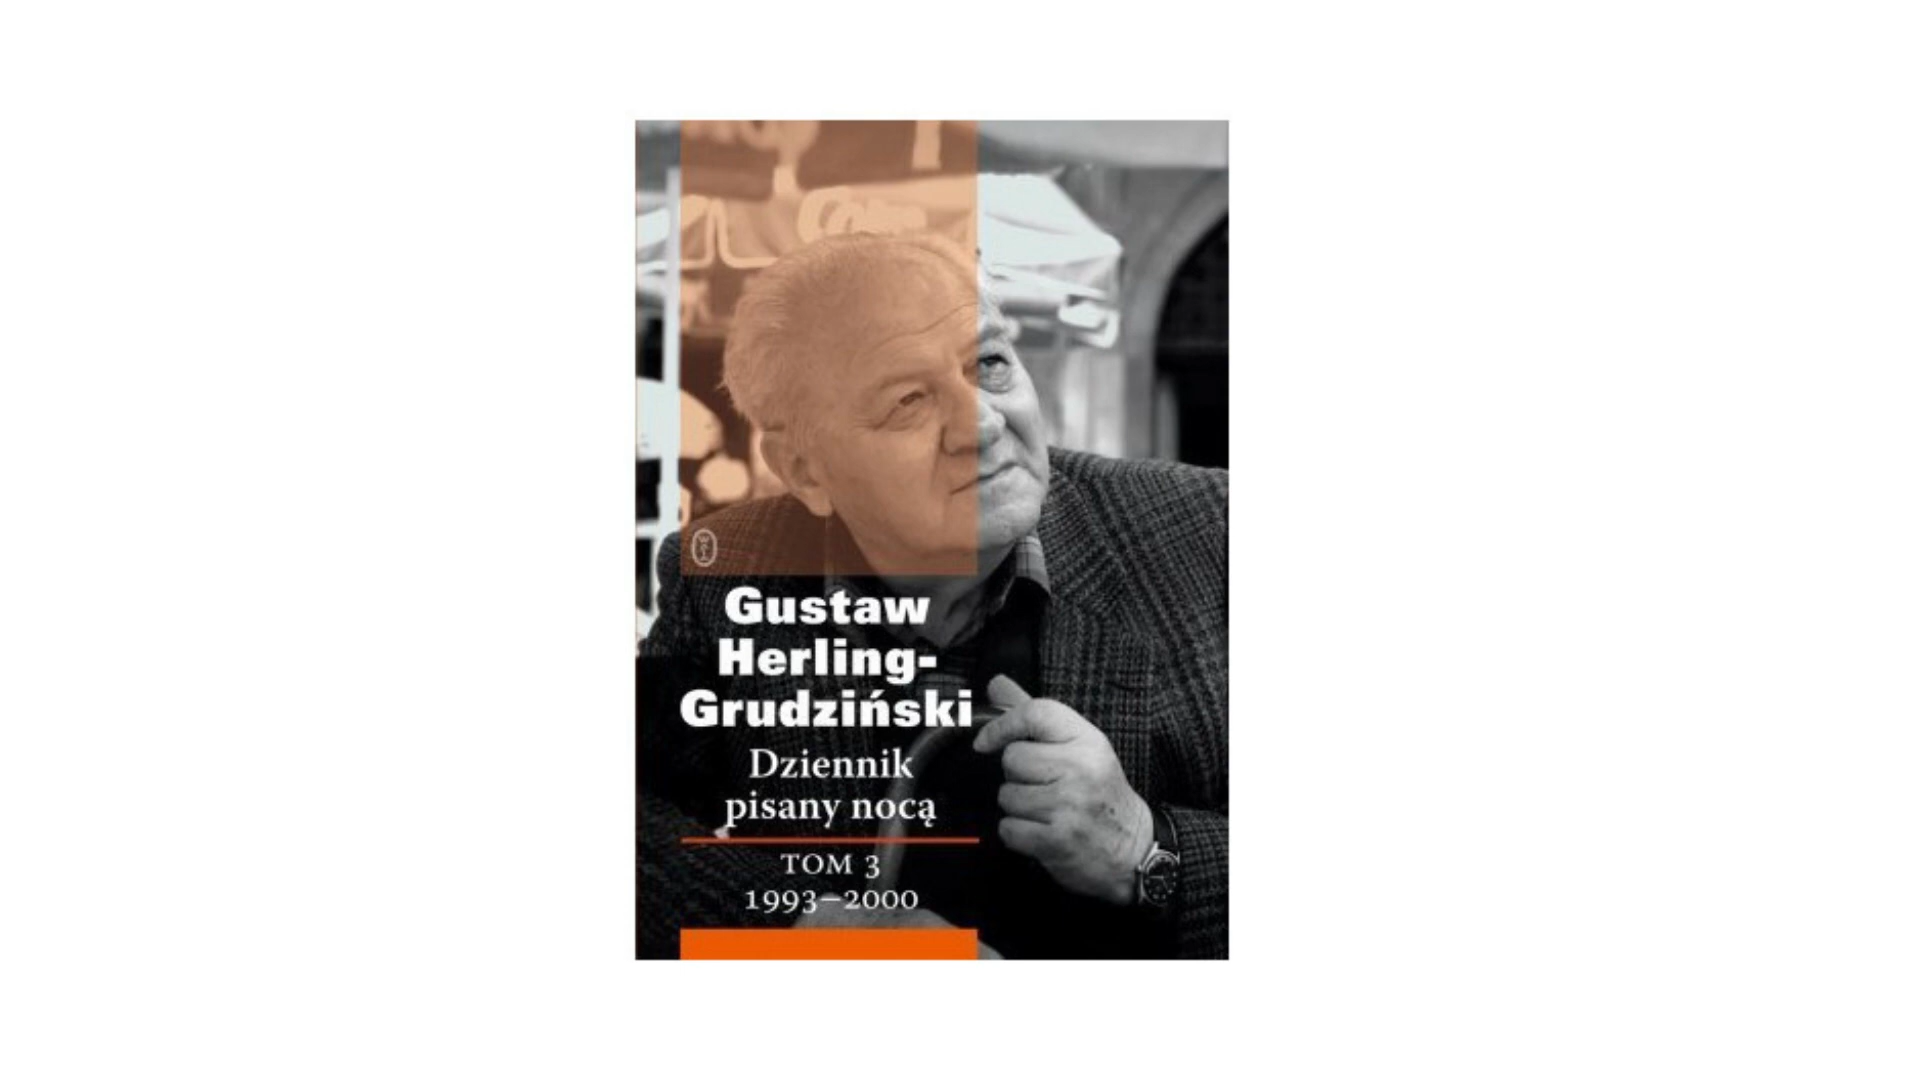 Gustaw
Herling-
Grudziński
Dziennik
pisany nocą
TOM 3
1993–2000